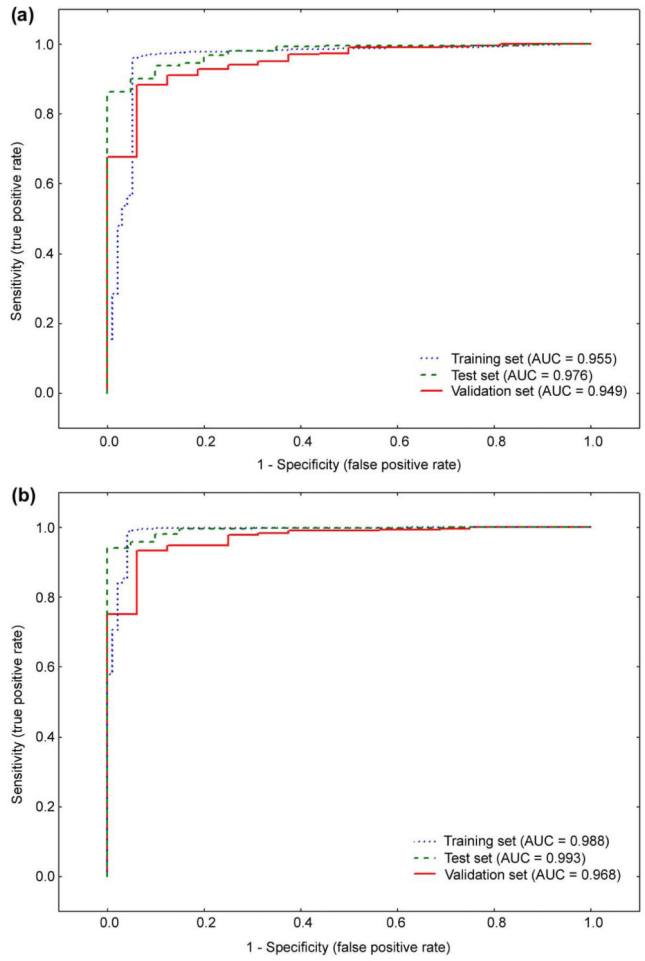 (a)
1.0
0.8
0.6
0.4
0.2
0.0
Sensitivity (true positive rate)
Training set (AUC = 0.955)
Test set (AUC = 0.976)
Validation set (AUC = 0.949)
0.0 0.2 0.4 0.6 0.8 1.0
1 - Specificity (false positive rate)
(b)
1.0
0.8
0.6
0.4
0.2
0.0
Sensitivity (true positive rate)
Training set (AUC = 0.988)
Test set (AUC = 0.993)
Validation set (AUC = 0.968)
0.0 0.2 0.4 0.6 0.8 1.0
1 - Specificity (false positive rate)